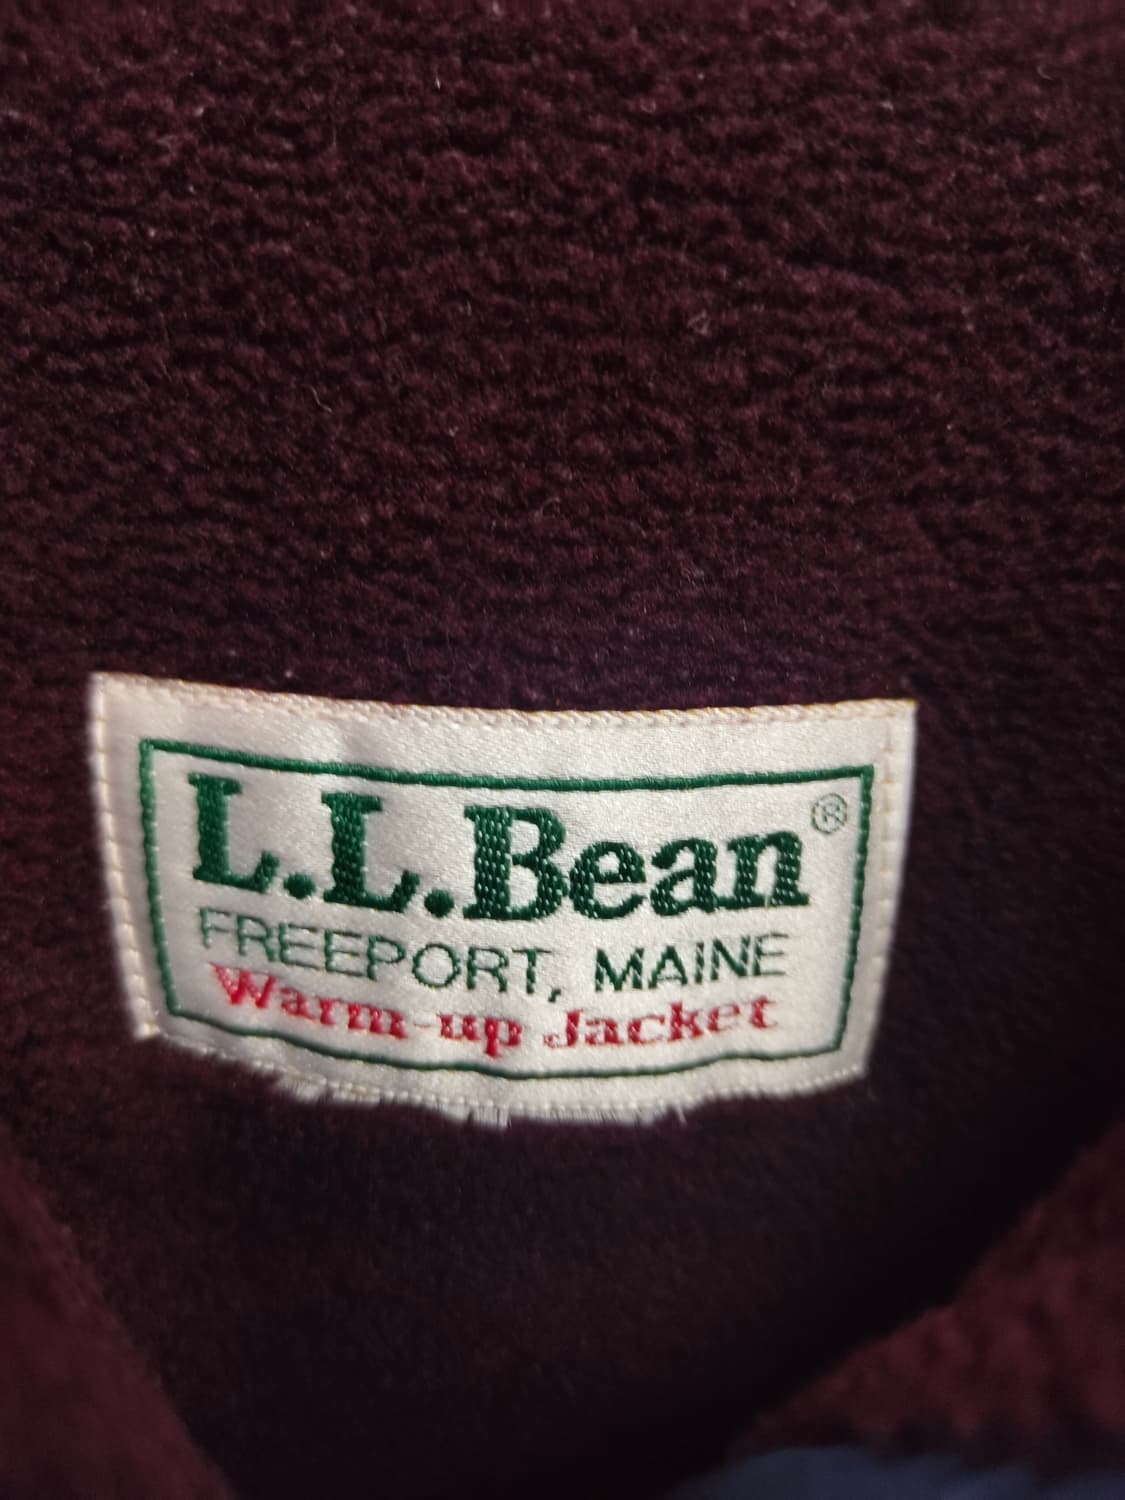 L.L.Bean®
FREEPORT, MAINE
Warm-up Jacket